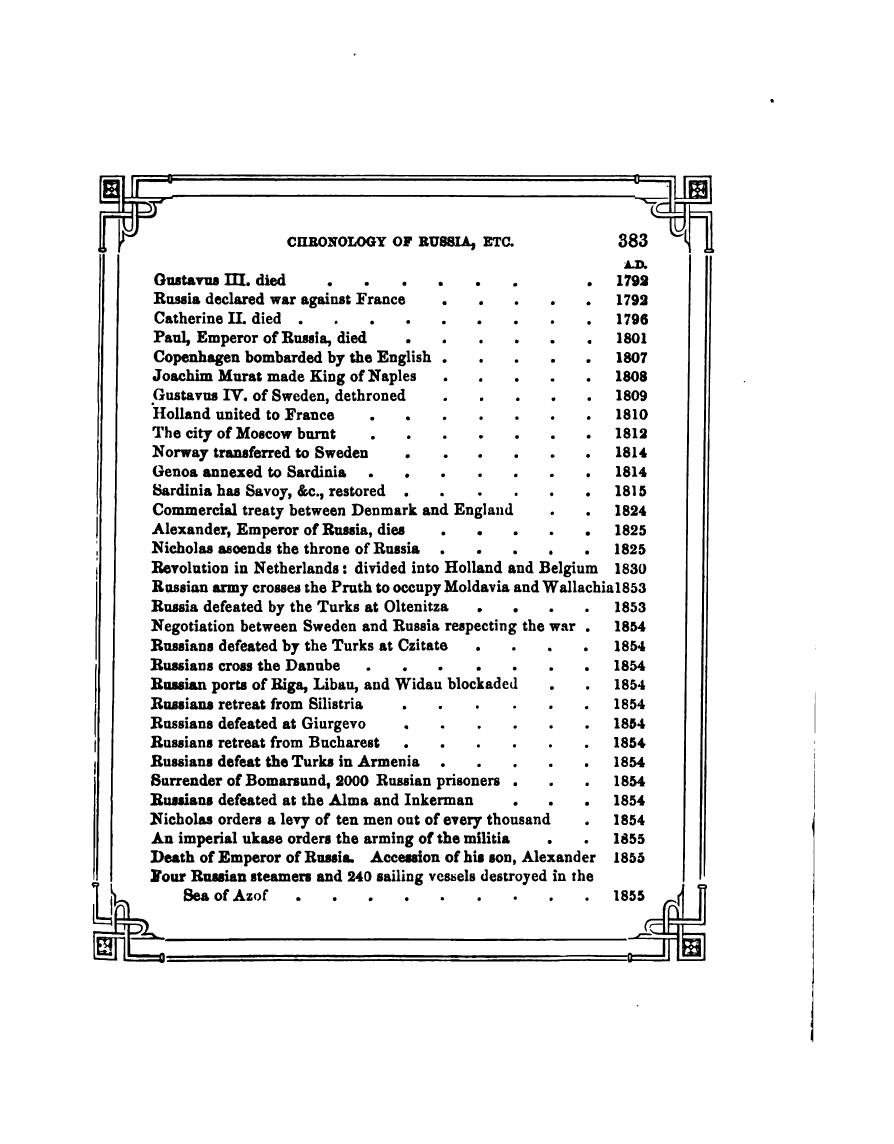 CHRONOLOGY OF RUSSIA, ETC. 383
A.D.
Gustavus III. died . . . . . . . 1792
Russia declared war against France . . . . . 1792
Catherine II. died . . . . . . . . . 1796
Paul, Emperor of Russia, died . . . . . . 1801
Copenhagen bombarded by the English . . . . . 1807
Joachim Murat made King of Naples . . . . . 1808
Gustavus IV. of Sweden, dethroned . . . . . 1809
Holland united to France . . . . . . . 1810
The city of Moscow burnt . . . . . . . 1812
Norway transferred to Sweden . . . . . . 1814
Genoa annexed to Sardinia . . . . . . . 1814
Sardinia has Savoy, &c., restored . . . . . . 1815
Commercial treaty between Denmark and England . . 1824
Alexander, Emperor of Russia, dies . . . . . 1825
Nicholas ascends the throne of Russia . . . . . 1825
Revolution in Netherlands: divided into Holland and Belgium 1830
Russian army crosses the Pruth to occupy Moldavia and Wallachia 1853
Russia defeated by the Turks at Oltenitza . . . . 1853
Negotiation between Sweden and Russia respecting the war . 1854
Russians defeated by the Turks at Czitate . . . . 1854
Russians cross the Danube . . . . . . . 1854
Russian ports of Riga, Libau, and Widau blockaded . . 1854
Russians retreat from Silistria . . . . . . 1854
Russians defeated at Giurgevo . . . . . . 1854
Russians retreat from Bucharest . . . . . . 1854
Russians defeat the Turks in Armenia . . . . . 1854
Surrender of Bomarsund, 2000 Russian prisoners . . . 1854
Russians defeated at the Alma and Inkerman . . . 1854
Nicholas orders a levy of ten men out of every thousand . 1854
An imperial ukase orders the arming of the militia . . 1855
Death of Emperor of Russia. Accession of his son, Alexander 1855
Four Russian steamers and 240 sailing vessels destroyed in the
Sea of Azof . . . . . . . . . 1855